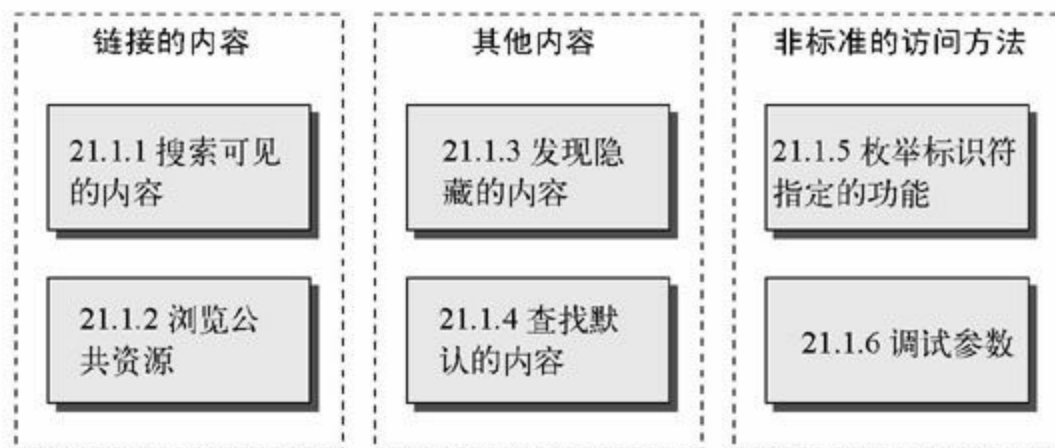 链接的内容
21.1.1 搜索可见
的内容
21.1.2 浏览公
共资源
其他内容
21.1.3 发现隐
藏的内容
21.1.4 查找默
认的内容
非标准的访问方法
21.1.5 枚举标识符
指定的功能
21.1.6 调试参数